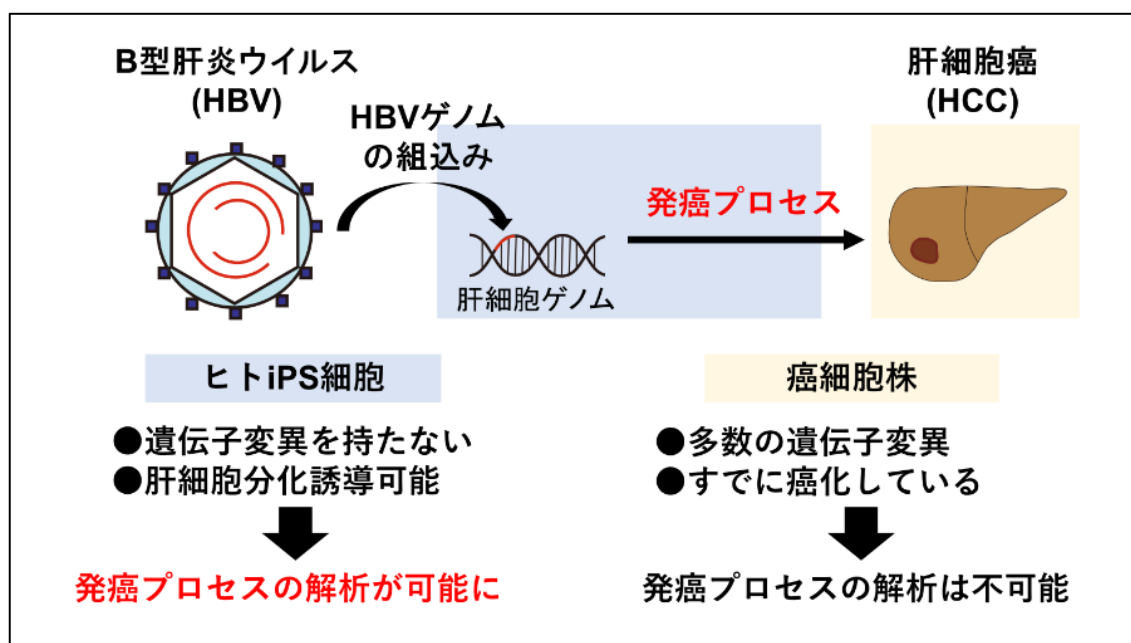 B型肝炎ウイルス
(HBV)
HBVゲノム
の組込み
肝細胞ゲノム
発癌プロセス
肝細胞癌
(HCC)
ヒトiPS細胞
●遺伝子変異を持たない
●肝細胞分化誘導可能
発癌プロセスの解析が可能に
癌細胞株
●多数の遺伝子変異
●すでに癌化している
発癌プロセスの解析は不可能